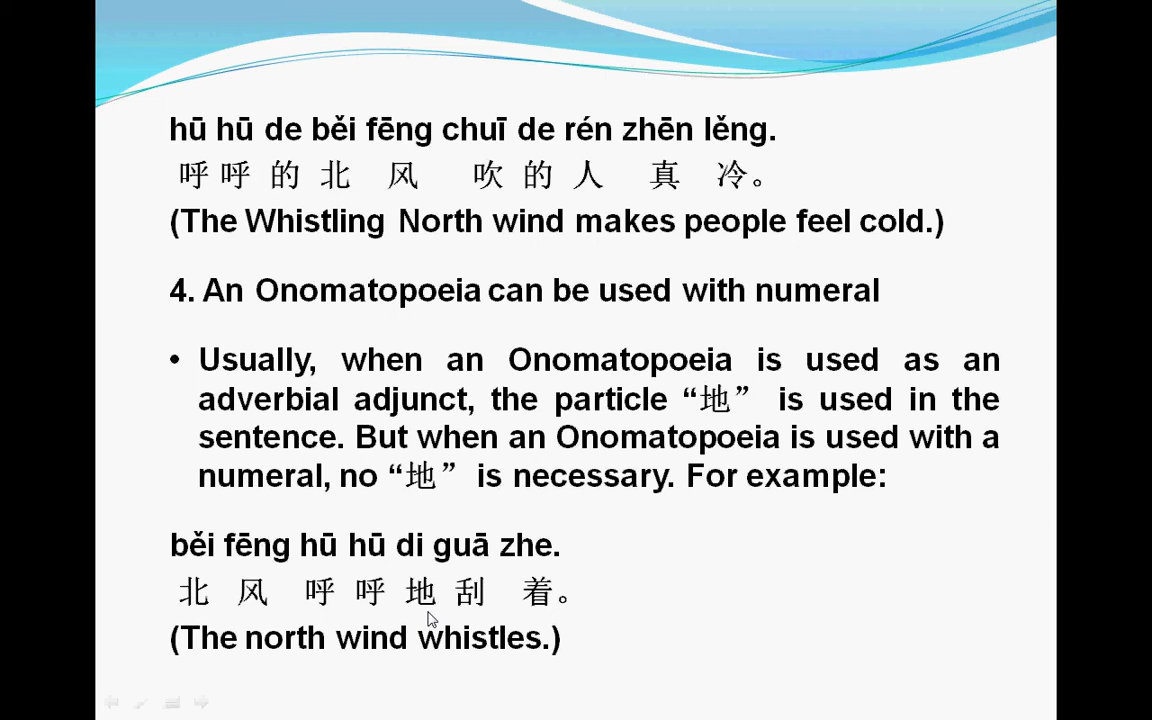 hū hū de běi fēng chuī de rén zhēn lěng.
呼 呼 的 北 风 吹 的 人 真 冷。
(The Whistling North wind makes people feel cold.)
4. An Onomatopoeia can be used with numeral
• Usually, when an Onomatopoeia is used as an
adverbial adjunct, the particle “地” is used in the
sentence. But when an Onomatopoeia is used with a
numeral, no “地” is necessary. For example:
běi fēng hū hū di guā zhe.
北 风 呼 呼 地 刮 着。
(The north wind whistles.)